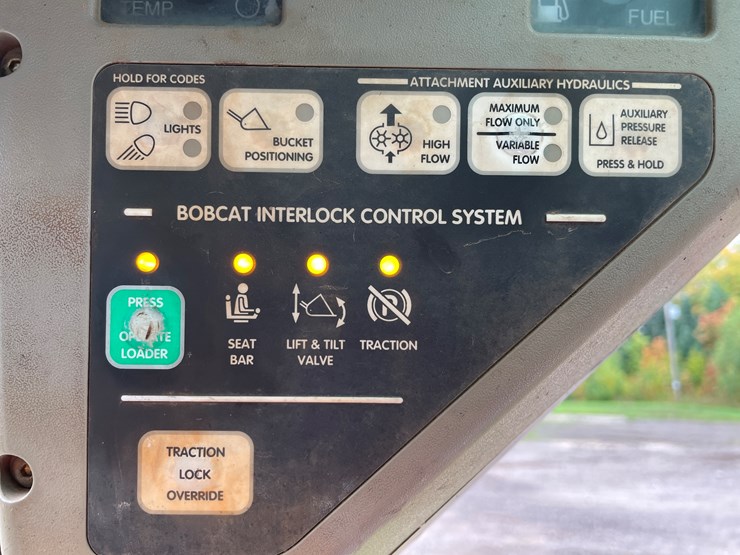 TEMP
FUEL
HOLD FOR CODES
ATTACHMENT AUXILIARY HYDRAULICS
LIGHTS
BUCKET
POSITIONING
HIGH
FLOW
MAXIMUM
FLOW ONLY
VARIABLE
FLOW
AUXILIARY
PRESSURE
RELEASE
PRESS & HOLD
BOBCAT INTERLOCK CONTROL SYSTEM
PRESS
LOADER
SEAT
BAR
LIFT & TILT
VALVE
TRACTION
TRACTION
LOCK
OVERRIDE